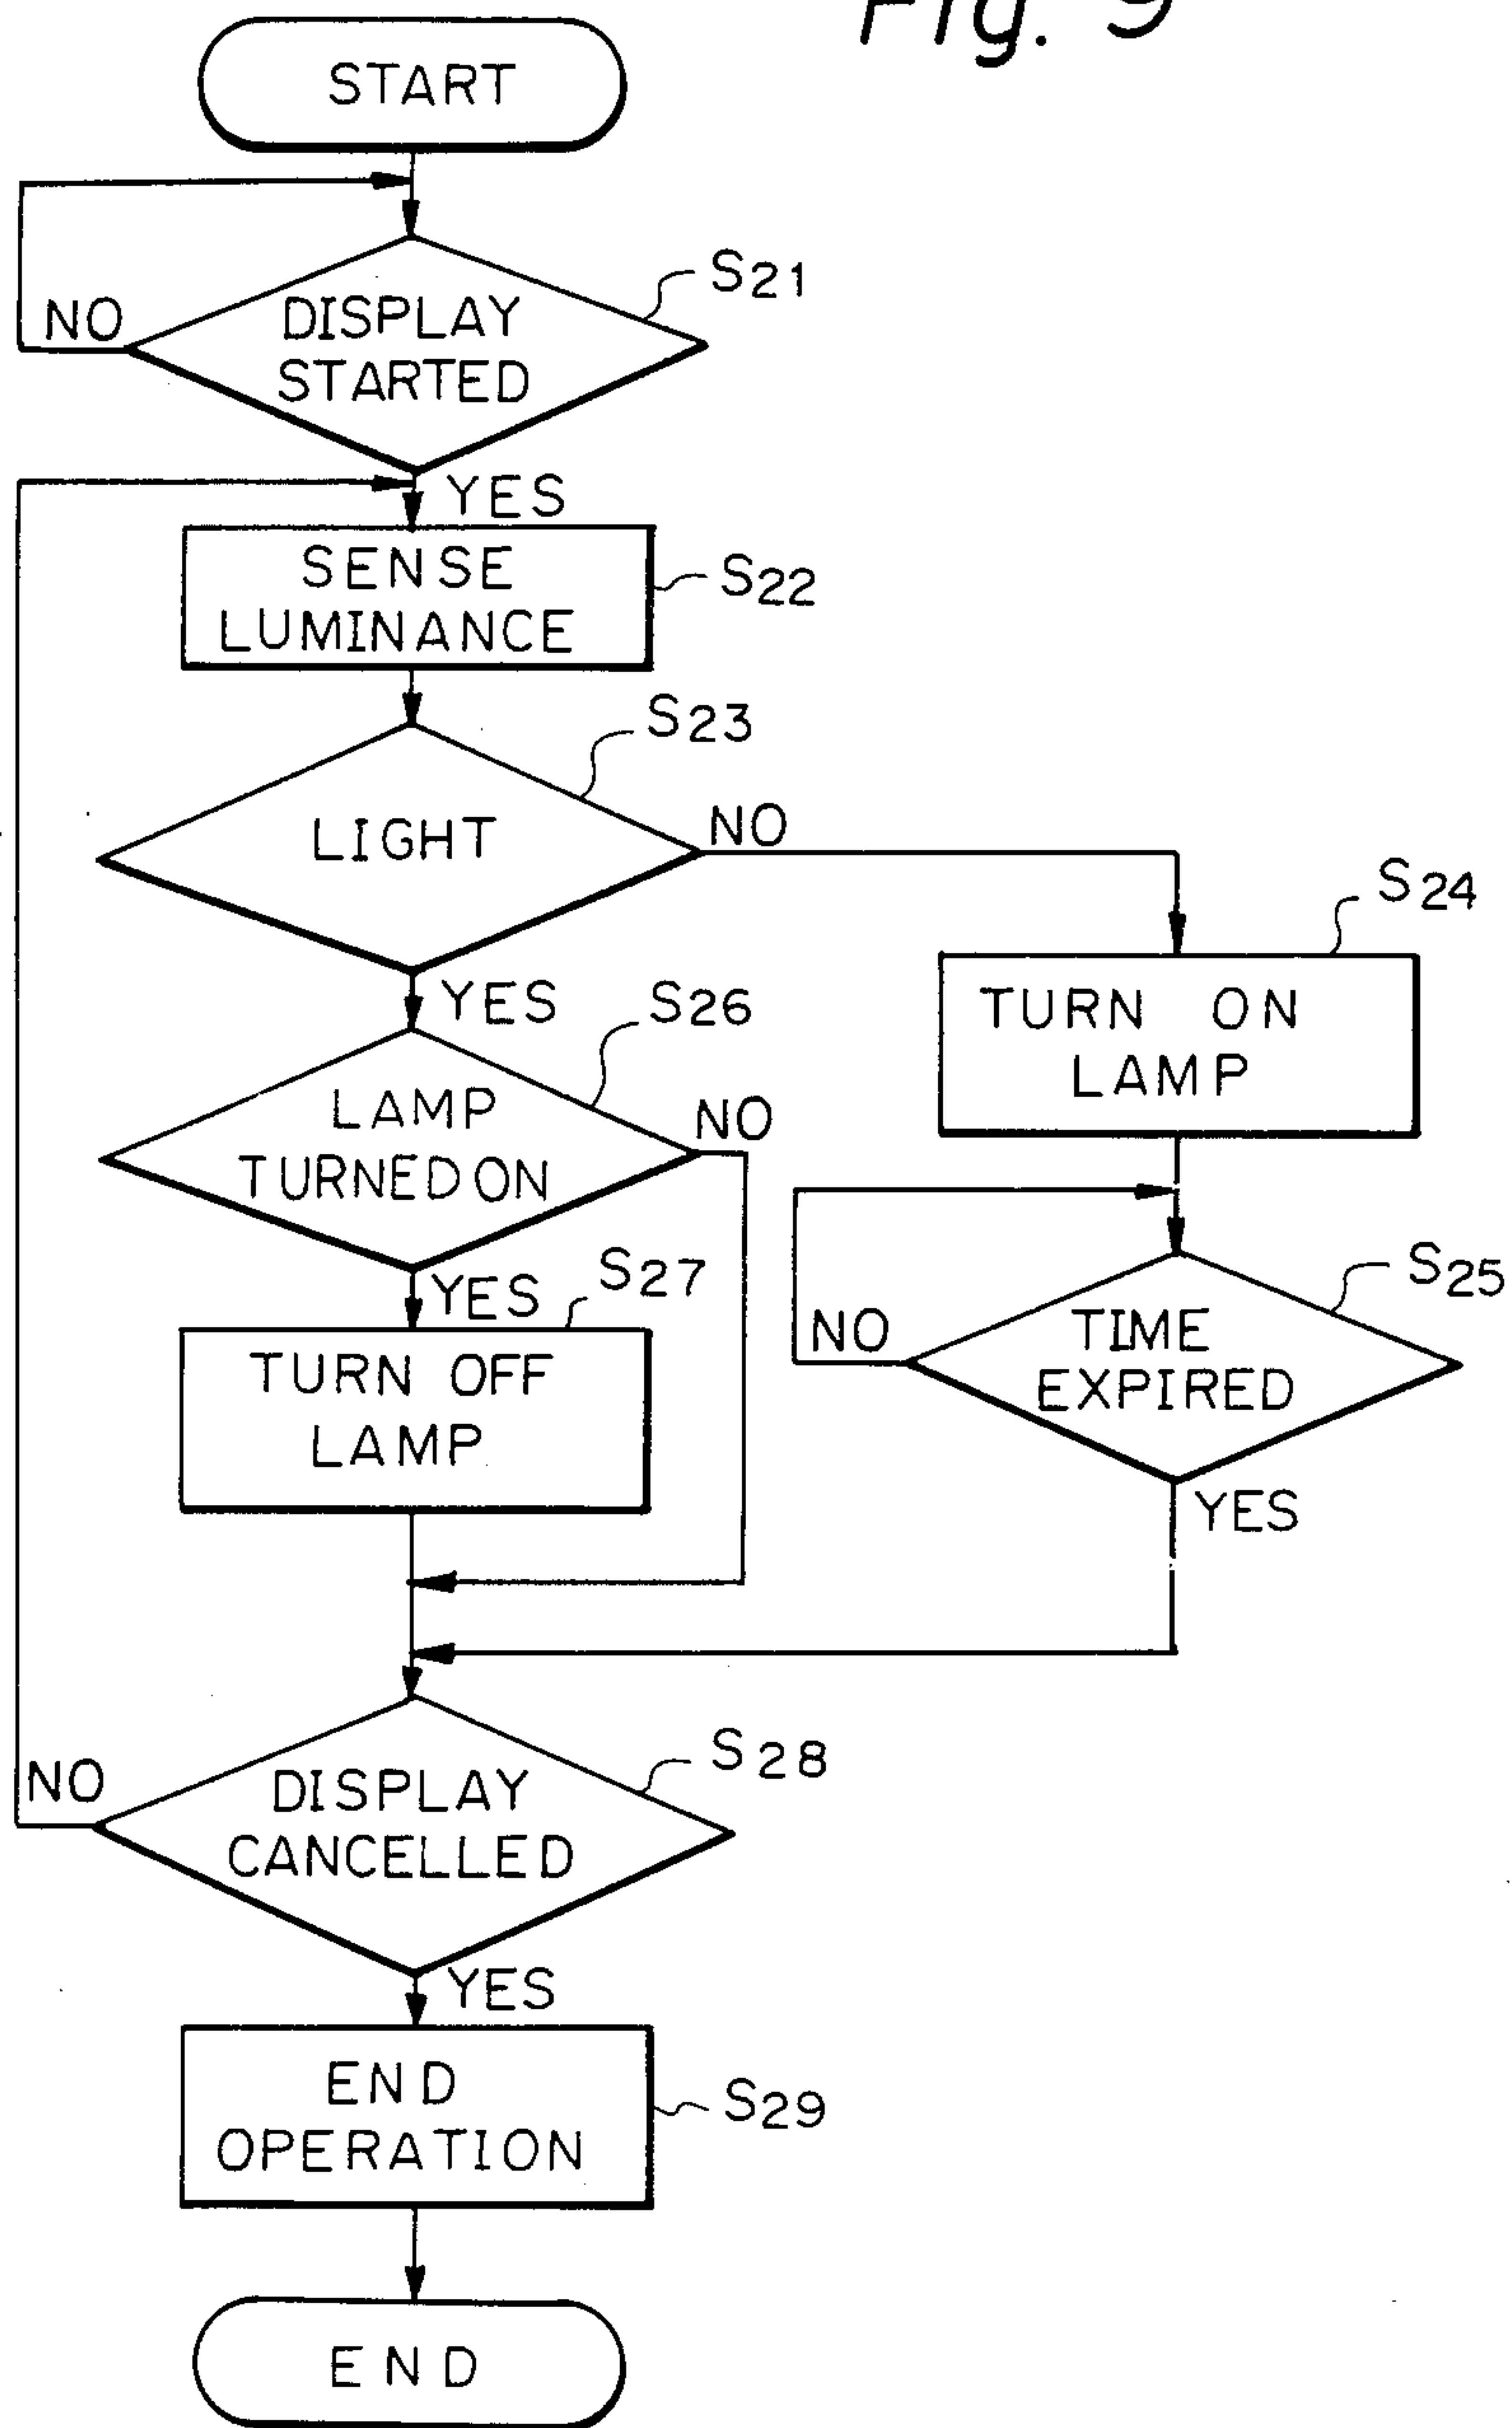 Fig. 9
START
S21
NO
DISPLAY
STARTED
YES
SENSE
LUMINANCE
S22
S23
LIGHT
NO
S24
YES
TURN ON
LAMP
S26
LAMP
TURNED ON
NO
S25
NO
TIME
EXPIRED
YES
S27
YES
TURN OFF
LAMP
S28
NO
DISPLAY
CANCELLED
YES
END
OPERATION
S29
END